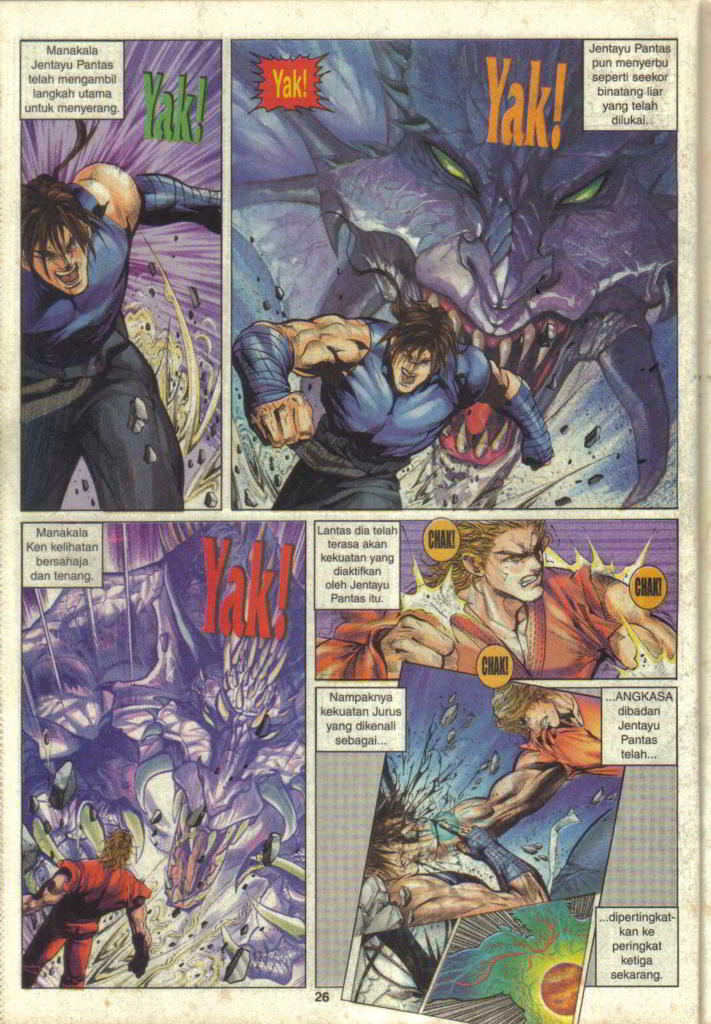 Manakala
Jentayu Pantas
telah mengambil
langkah utama
untuk menyerang.
Yak!
Yak!
Yak!
Jentayu Pantas
pun menyerbu
seperti seekor
binatang liar
yang telah
dilukai.
Manakala
Ken kelihatan
bersahaja
dan tenang.
Yak!
Lantas dia telah
terasa akan
kekuatan yang
diaktifkan
oleh Jentayu
Pantas itu.
CHAK!
CHAK!
CHAK!
Nampaknya
kekuatan Jurus
yang dikenali
sebagai...
...ANGKASA
dibadan
Jentayu
Pantas
telah...
...dipertingkat-
kan ke
peringkat
ketiga
sekarang.
26